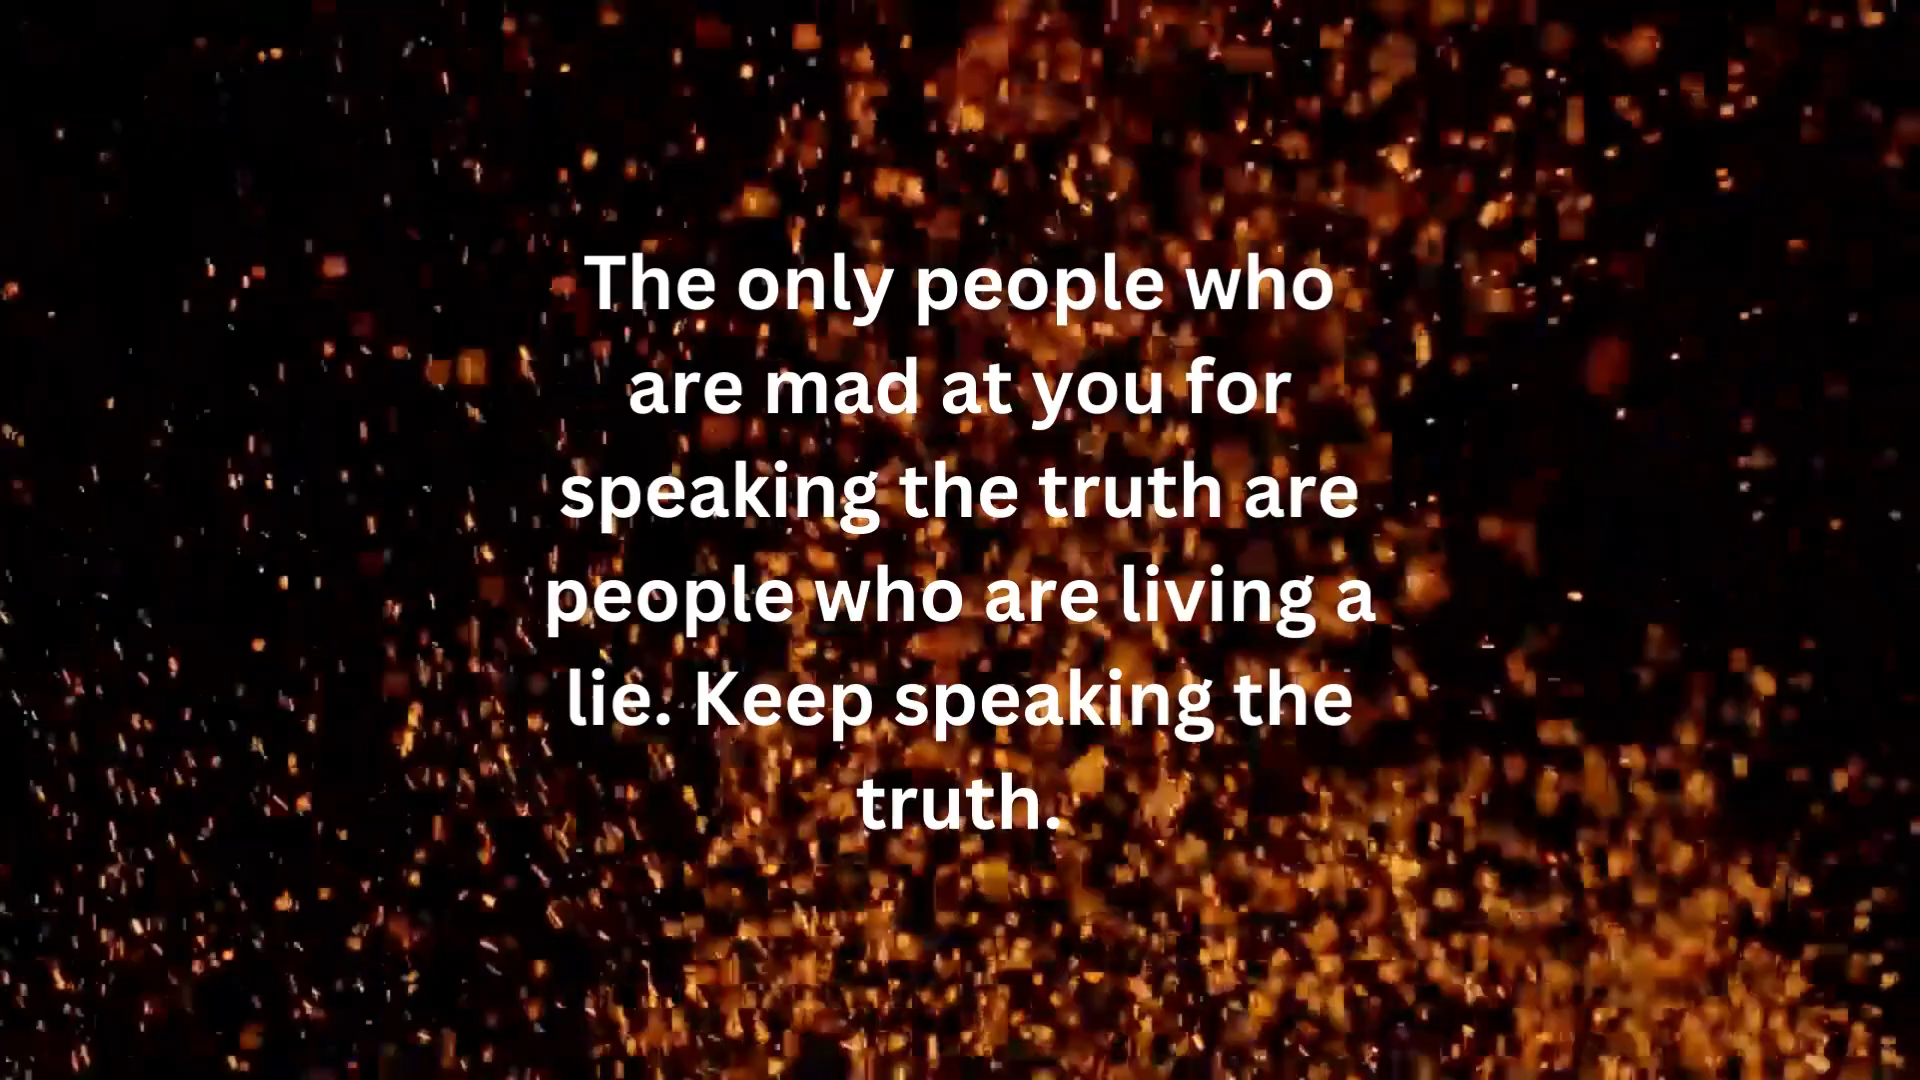 The only people who
are mad at you for
speaking the truth are
people who are living a
lie. Keep speaking the
truth.